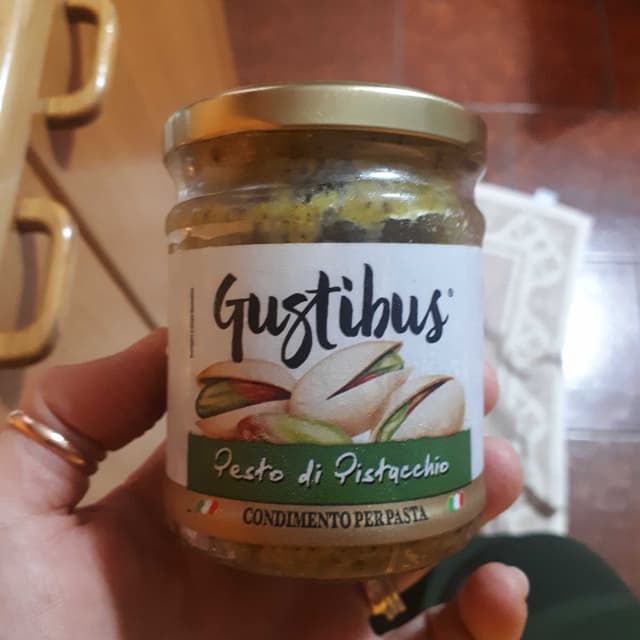 Gustibus®
Pesto di Pistacchio
CONDIMENTO PER PASTA